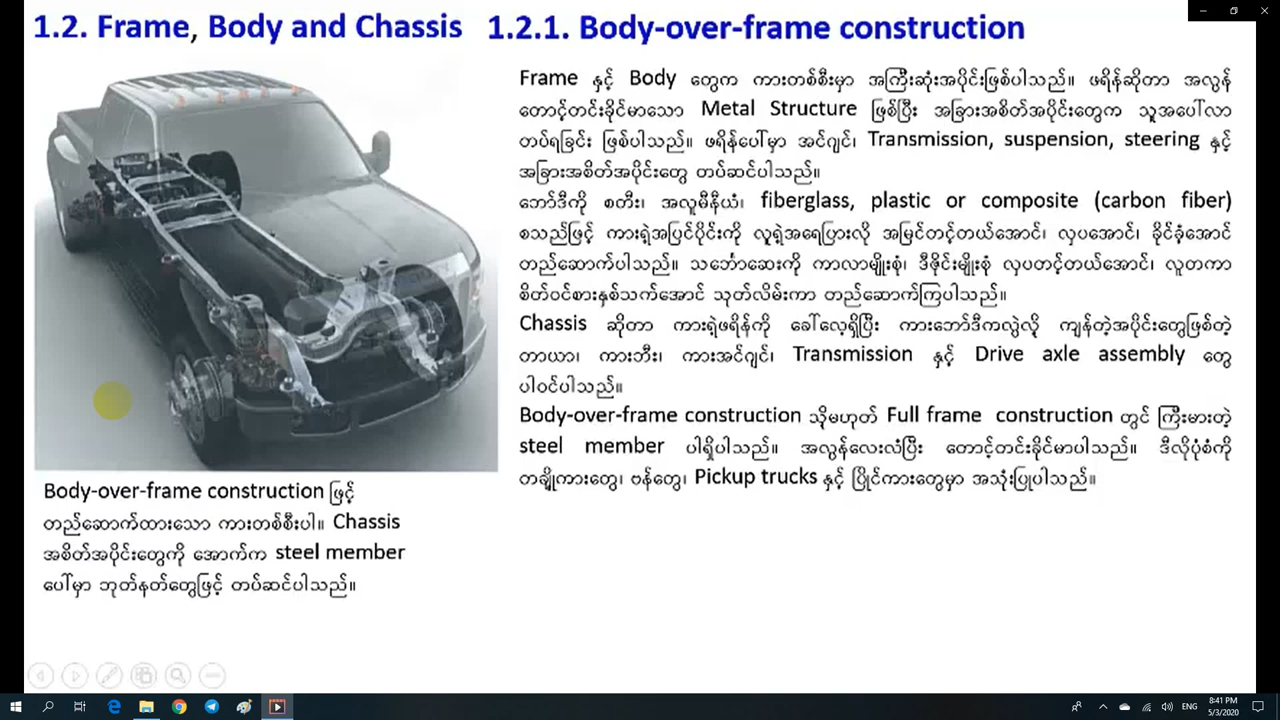 1.2. Frame, Body and Chassis
1.2.1. Body-over-frame construction
Frame နှင့် Body တွေက ကားတစ်စီးမှာ အကြီးဆုံးအပိုင်းဖြစ်ပါသည်။ ဖရိန်ဆိုတာ အလွန်
တောင့်တင်းခိုင်မာသော Metal Structure ဖြစ်ပြီး အခြားအစိတ်အပိုင်းတွေက သူ့အပေါ်လာ
တပ်ရခြင်း ဖြစ်ပါသည်။ ဖရိန်ပေါ်မှာ အင်ဂျင်၊ Transmission, suspension, steering နှင့်
အခြားအစိတ်အပိုင်းတွေ တပ်ဆင်ပါသည်။
ဘော်ဒီကို စတီး၊ အလူမီနီယံ၊ fiberglass, plastic or composite (carbon fiber)
စသည်ဖြင့် ကားရဲ့အပြင်ပိုင်းကို လူရဲ့အရေပြားလို အမြင်တင့်တယ်အောင်၊ လှပအောင်၊ ခိုင်ခံ့အောင်
တည်ဆောက်ပါသည်။ သင်္ဘောဆေးကို ကာလာမျိုးစုံ၊ ဒီဇိုင်းမျိုးစုံ လှပတင့်တယ်အောင်၊ လူတကာ
စိတ်ဝင်စားနှစ်သက်အောင် သုတ်လိမ်းကာ တည်ဆောက်ကြပါသည်။
Chassis ဆိုတာ ကားရဲ့ဖရိန်ကို ခေါ်လေ့ရှိပြီး ကားဘော်ဒီကလွဲလို့ ကျန်တဲ့အပိုင်းတွေဖြစ်တဲ့
တာယာ၊ ကားဘီး၊ ကားအင်ဂျင်၊ Transmission နှင့် Drive axle assembly တွေ
ပါဝင်ပါသည်။
Body-over-frame construction သို့မဟုတ် Full frame construction တွင် ကြီးမားတဲ့
steel member ပါရှိပါသည်။ အလွန်လေးလံပြီး တောင့်တင်းခိုင်မာပါသည်။ ဒီလိုပုံစံကို
တချို့ကားတွေ၊ ဗန်တွေ၊ Pickup trucks နှင့် ပြိုင်ကားတွေမှာ အသုံးပြုပါသည်။
Body-over-frame construction ဖြင့်
တည်ဆောက်ထားသော ကားတစ်စီးပါ။ Chassis
အစိတ်အပိုင်းတွေကို အောက်က steel member
ပေါ်မှာ ဘုတ်နတ်တွေဖြင့် တပ်ဆင်ပါသည်။
ENG
8:41 PM
5/3/2020